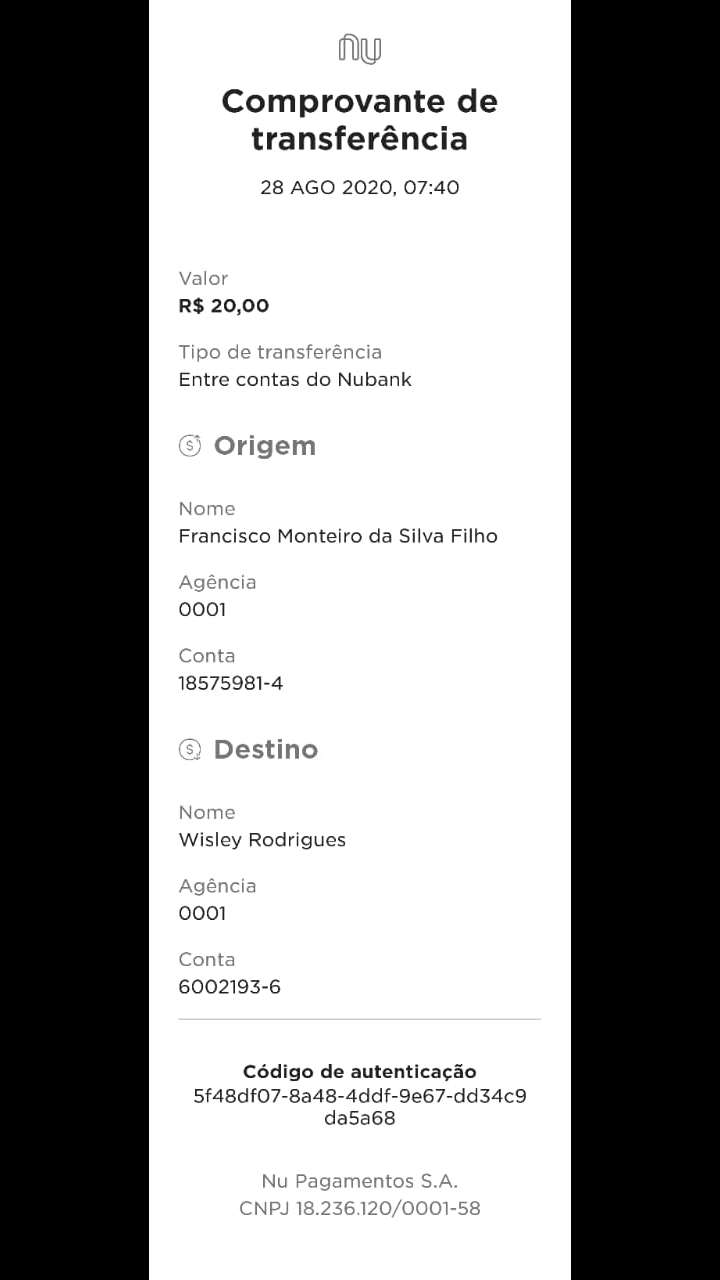 nu
Comprovante de
transferência
28 AGO 2020, 07:40
Valor
R$ 20,00
Tipo de transferência
Entre contas do Nubank
Origem
Nome
Francisco Monteiro da Silva Filho
Agência
0001
Conta
18575981-4
Destino
Nome
Wisley Rodrigues
Agência
0001
Conta
6002193-6
Código de autenticação
5f48df07-8a48-4ddf-9e67-dd34c9
da5a68
Nu Pagamentos S.A.
CNPJ 18.236.120/0001-58